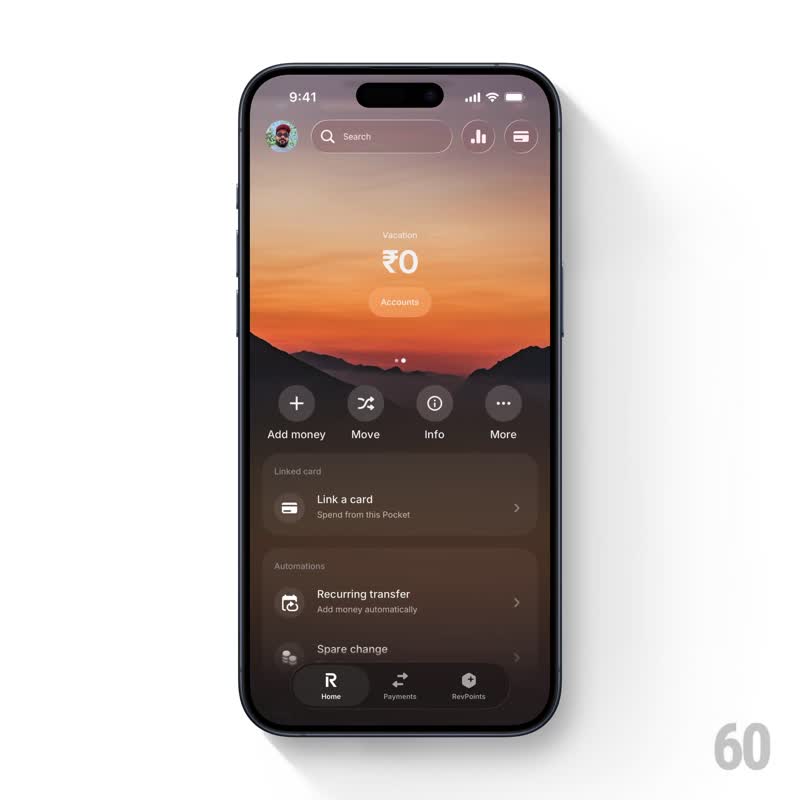 9:41
Search
Vacation
₹0
Accounts
Add money
Move
Info
More
Linked card
Link a card
Spend from this Pocket
Automations
Recurring transfer
Add money automatically
Spare change
Home
Payments
RevPoints
60